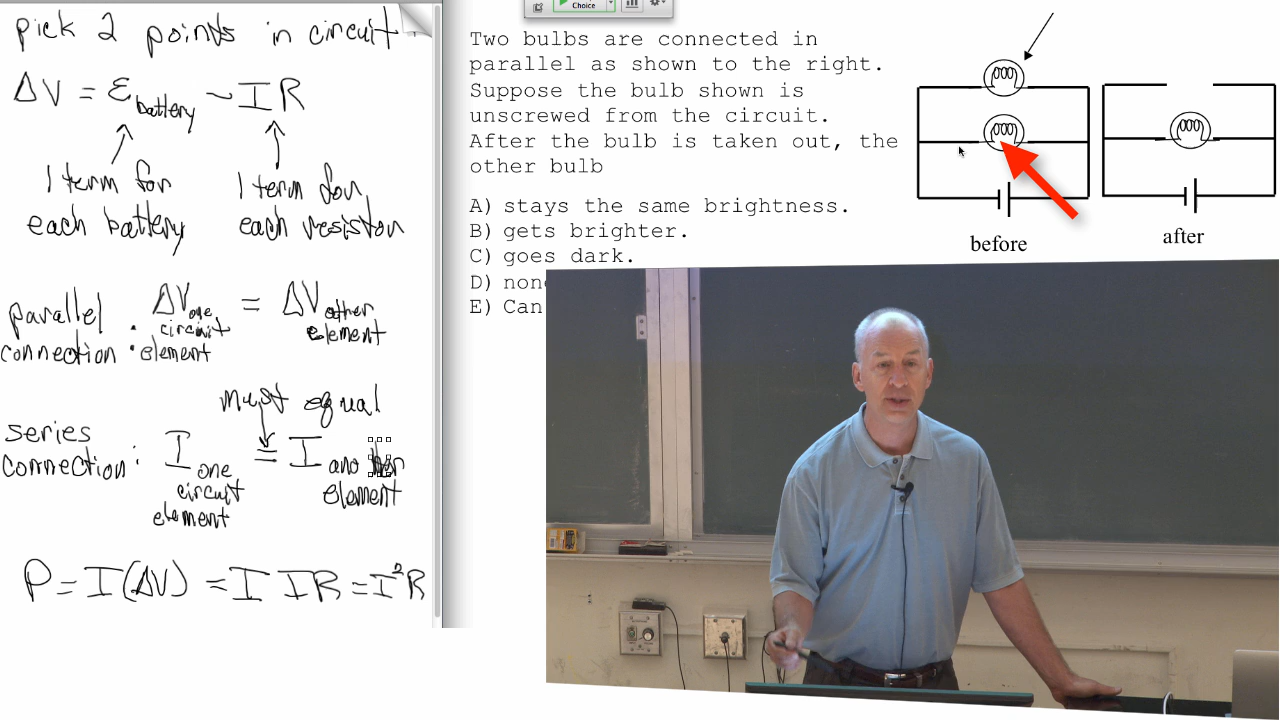 pick 2 points in circuit
ΔV = ε battery - IR
1 term for each battery
1 term for each resistor
parallel connection: ΔV one circuit element = ΔV other element
must equal
series connection: I one circuit element = I another element
P = I(ΔV) = I IR = I²R
Choice
Two bulbs are connected in
parallel as shown to the right.
Suppose the bulb shown is
unscrewed from the circuit.
After the bulb is taken out, the
other bulb
A) stays the same brightness.
B) gets brighter.
C) goes dark.
D) non
E) Can
before
after